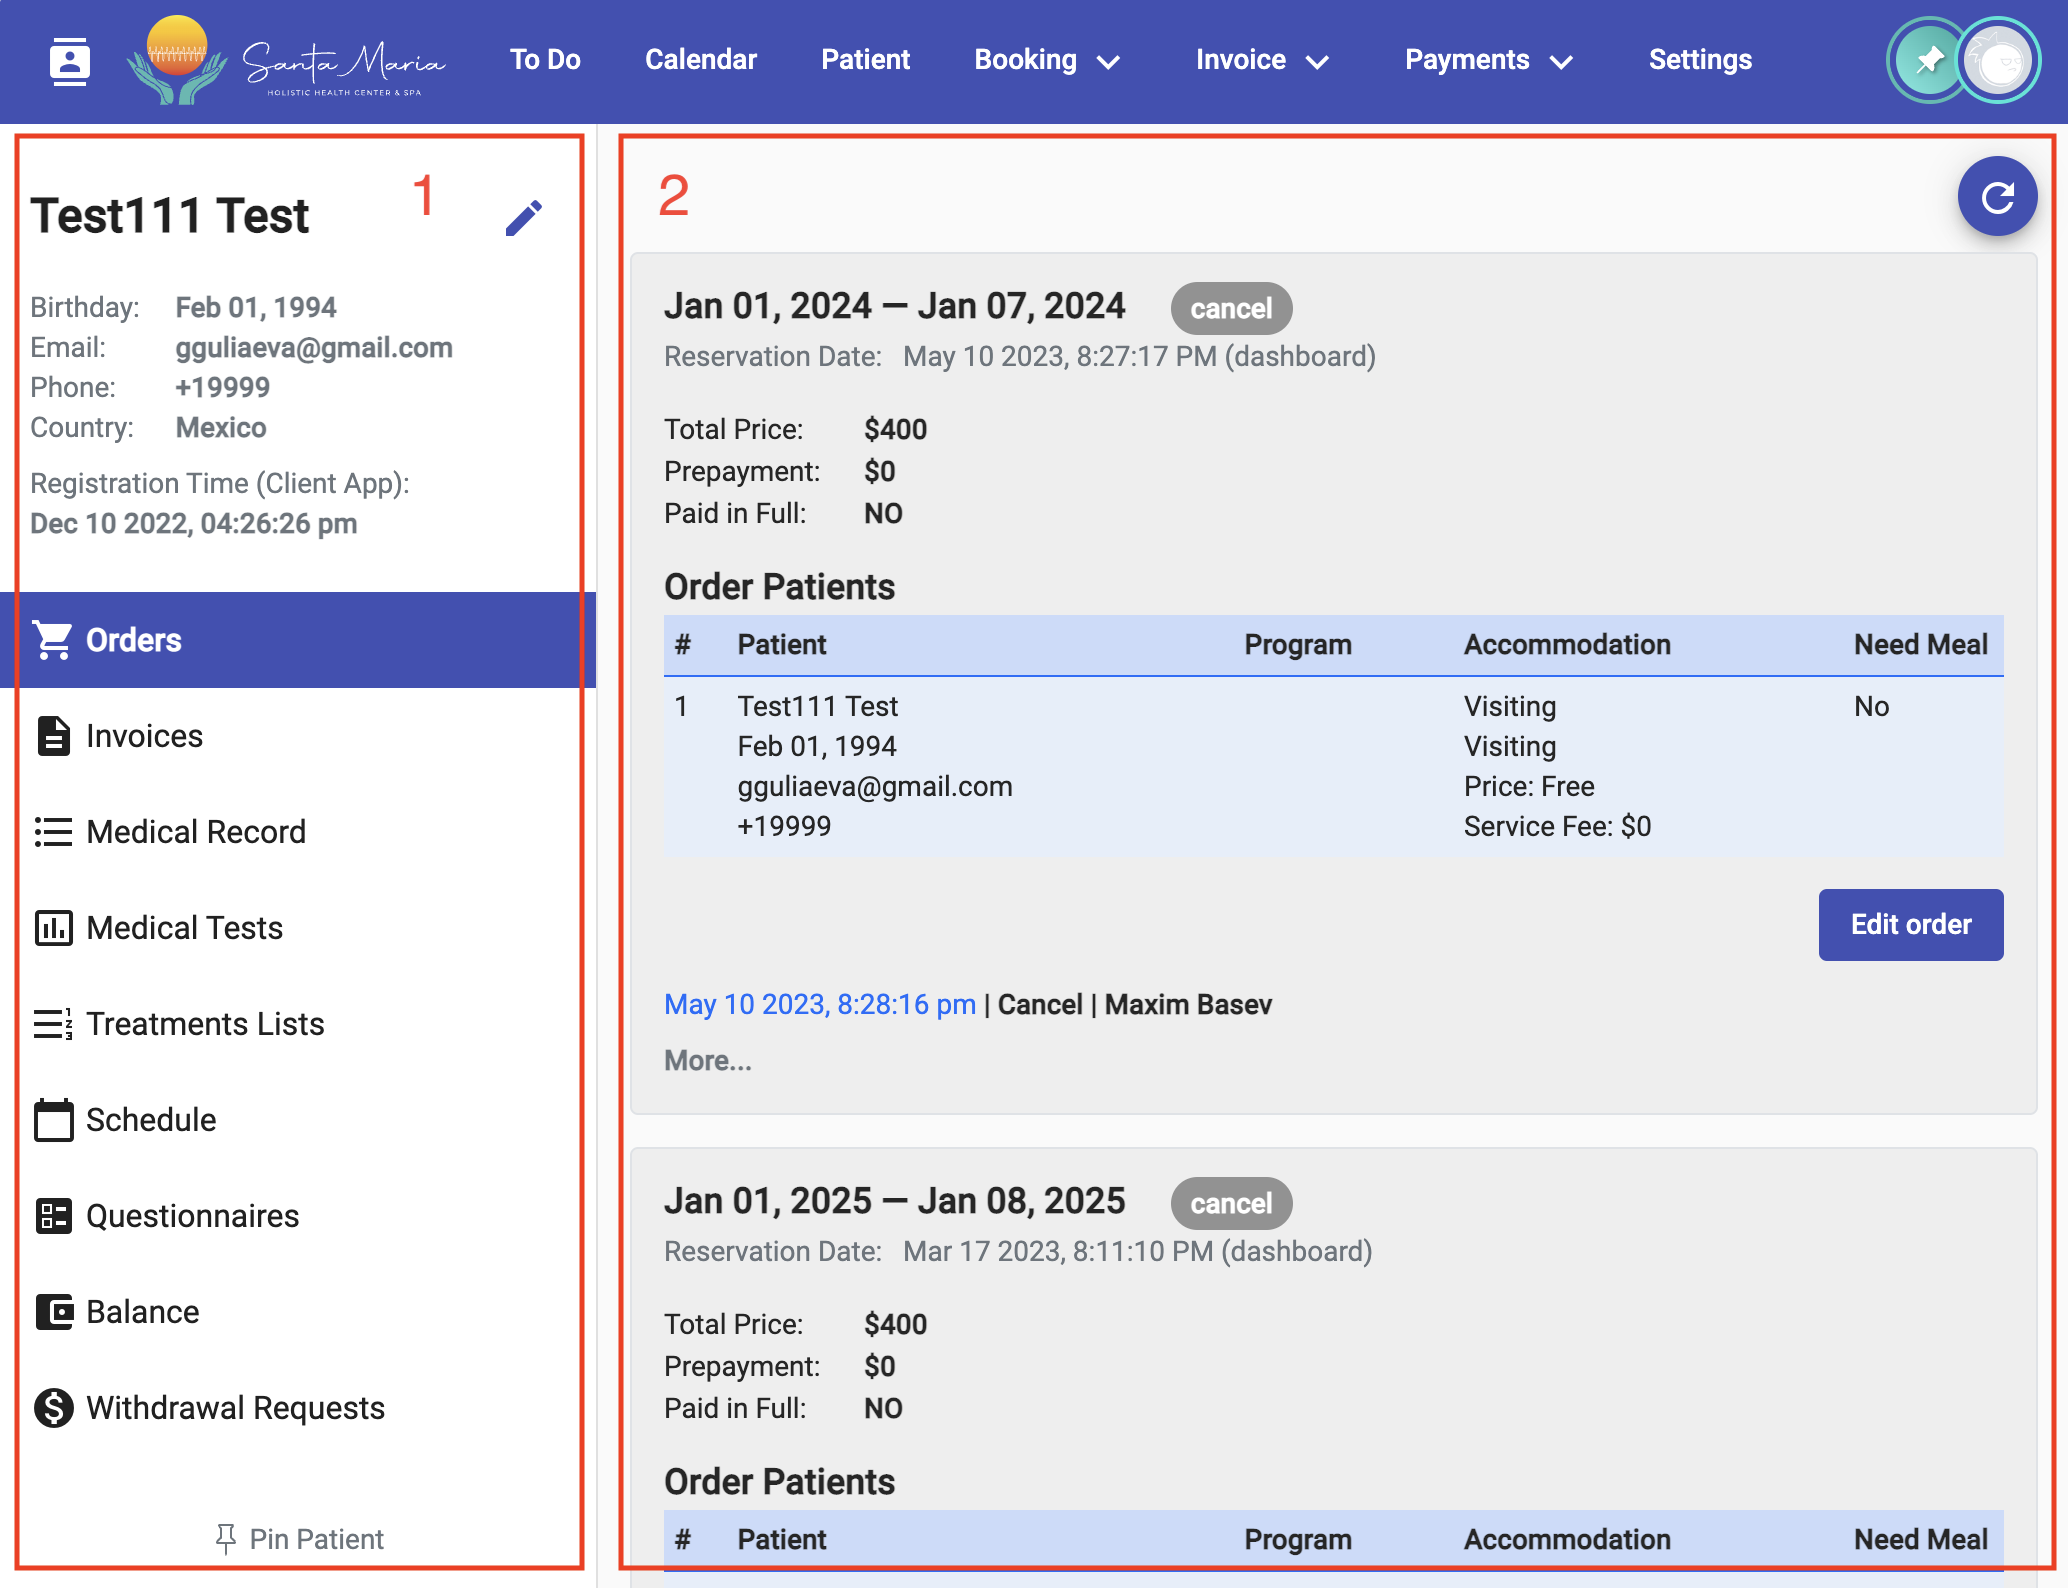 Santa Maria
HOLISTIC HEALTH CENTER & SPA
To Do
Calendar
Patient
Booking
Invoice
Payments
Settings
1
Test111 Test
Birthday: Feb 01, 1994
Email: gguliaeva@gmail.com
Phone: +19999
Country: Mexico
Registration Time (Client App):
Dec 10 2022, 04:26:26 pm
Orders
Invoices
Medical Record
Medical Tests
Treatments Lists
Schedule
Questionnaires
Balance
Withdrawal Requests
Pin Patient
2
Jan 01, 2024 — Jan 07, 2024 cancel
Reservation Date: May 10 2023, 8:27:17 PM (dashboard)
Total Price: $400
Prepayment: $0
Paid in Full: NO
Order Patients
# Patient Program Accommodation Need Meal
1 Test111 Test Visiting No
Feb 01, 1994 Visiting
gguliaeva@gmail.com Price: Free
+19999 Service Fee: $0
Edit order
May 10 2023, 8:28:16 pm | Cancel | Maxim Basev
More...
Jan 01, 2025 — Jan 08, 2025 cancel
Reservation Date: Mar 17 2023, 8:11:10 PM (dashboard)
Total Price: $400
Prepayment: $0
Paid in Full: NO
Order Patients
# Patient Program Accommodation Need Meal